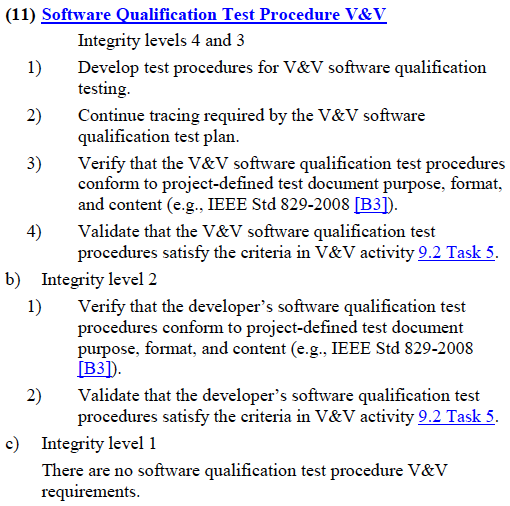 (11) Software Qualification Test Procedure V&V
Integrity levels 4 and 3
1) Develop test procedures for V&V software qualification
testing.
2) Continue tracing required by the V&V software
qualification test plan.
3) Verify that the V&V software qualification test procedures
conform to project-defined test document purpose, format,
and content (e.g., IEEE Std 829-2008 [B3]).
4) Validate that the V&V software qualification test
procedures satisfy the criteria in V&V activity 9.2 Task 5.
b) Integrity level 2
1) Verify that the developer’s software qualification test
procedures conform to project-defined test document
purpose, format, and content (e.g., IEEE Std 829-2008
[B3]).
2) Validate that the developer’s software qualification test
procedures satisfy the criteria in V&V activity 9.2 Task 5.
c) Integrity level 1
There are no software qualification test procedure V&V
requirements.